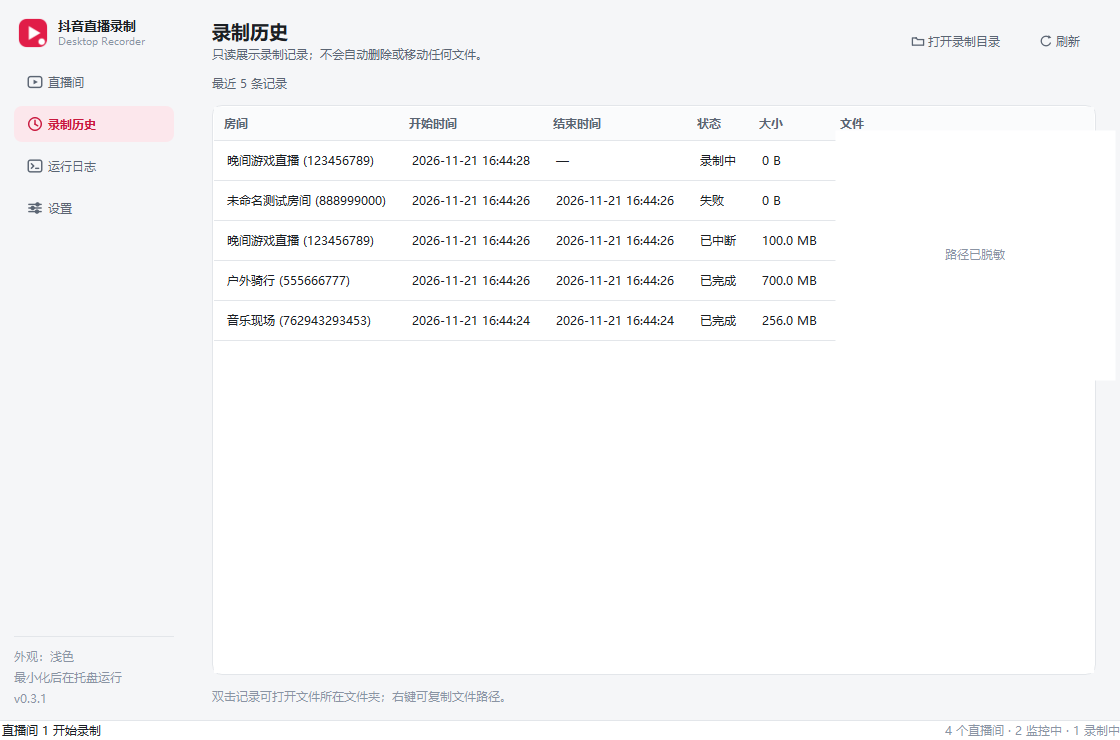 抖音直播录制
Desktop Recorder
直播间
录制历史
运行日志
设置
外观：浅色
最小化后在托盘运行
v0.3.1
录制历史
只读展示录制记录；不会自动删除或移动任何文件。
打开录制目录 刷新
最近 5 条记录
房间 开始时间 结束时间 状态 大小 文件
晚间游戏直播 (123456789) 2026-11-21 16:44:28 — 录制中 0 B
未命名测试房间 (888999000) 2026-11-21 16:44:26 2026-11-21 16:44:26 失败 0 B
晚间游戏直播 (123456789) 2026-11-21 16:44:26 2026-11-21 16:44:26 已中断 100.0 MB
户外骑行 (555666777) 2026-11-21 16:44:26 2026-11-21 16:44:26 已完成 700.0 MB
音乐现场 (762943293453) 2026-11-21 16:44:24 2026-11-21 16:44:24 已完成 256.0 MB
路径已脱敏
双击记录可打开文件所在文件夹；右键可复制文件路径。
直播间 1 开始录制
4 个直播间 · 2 监控中 · 1 录制中